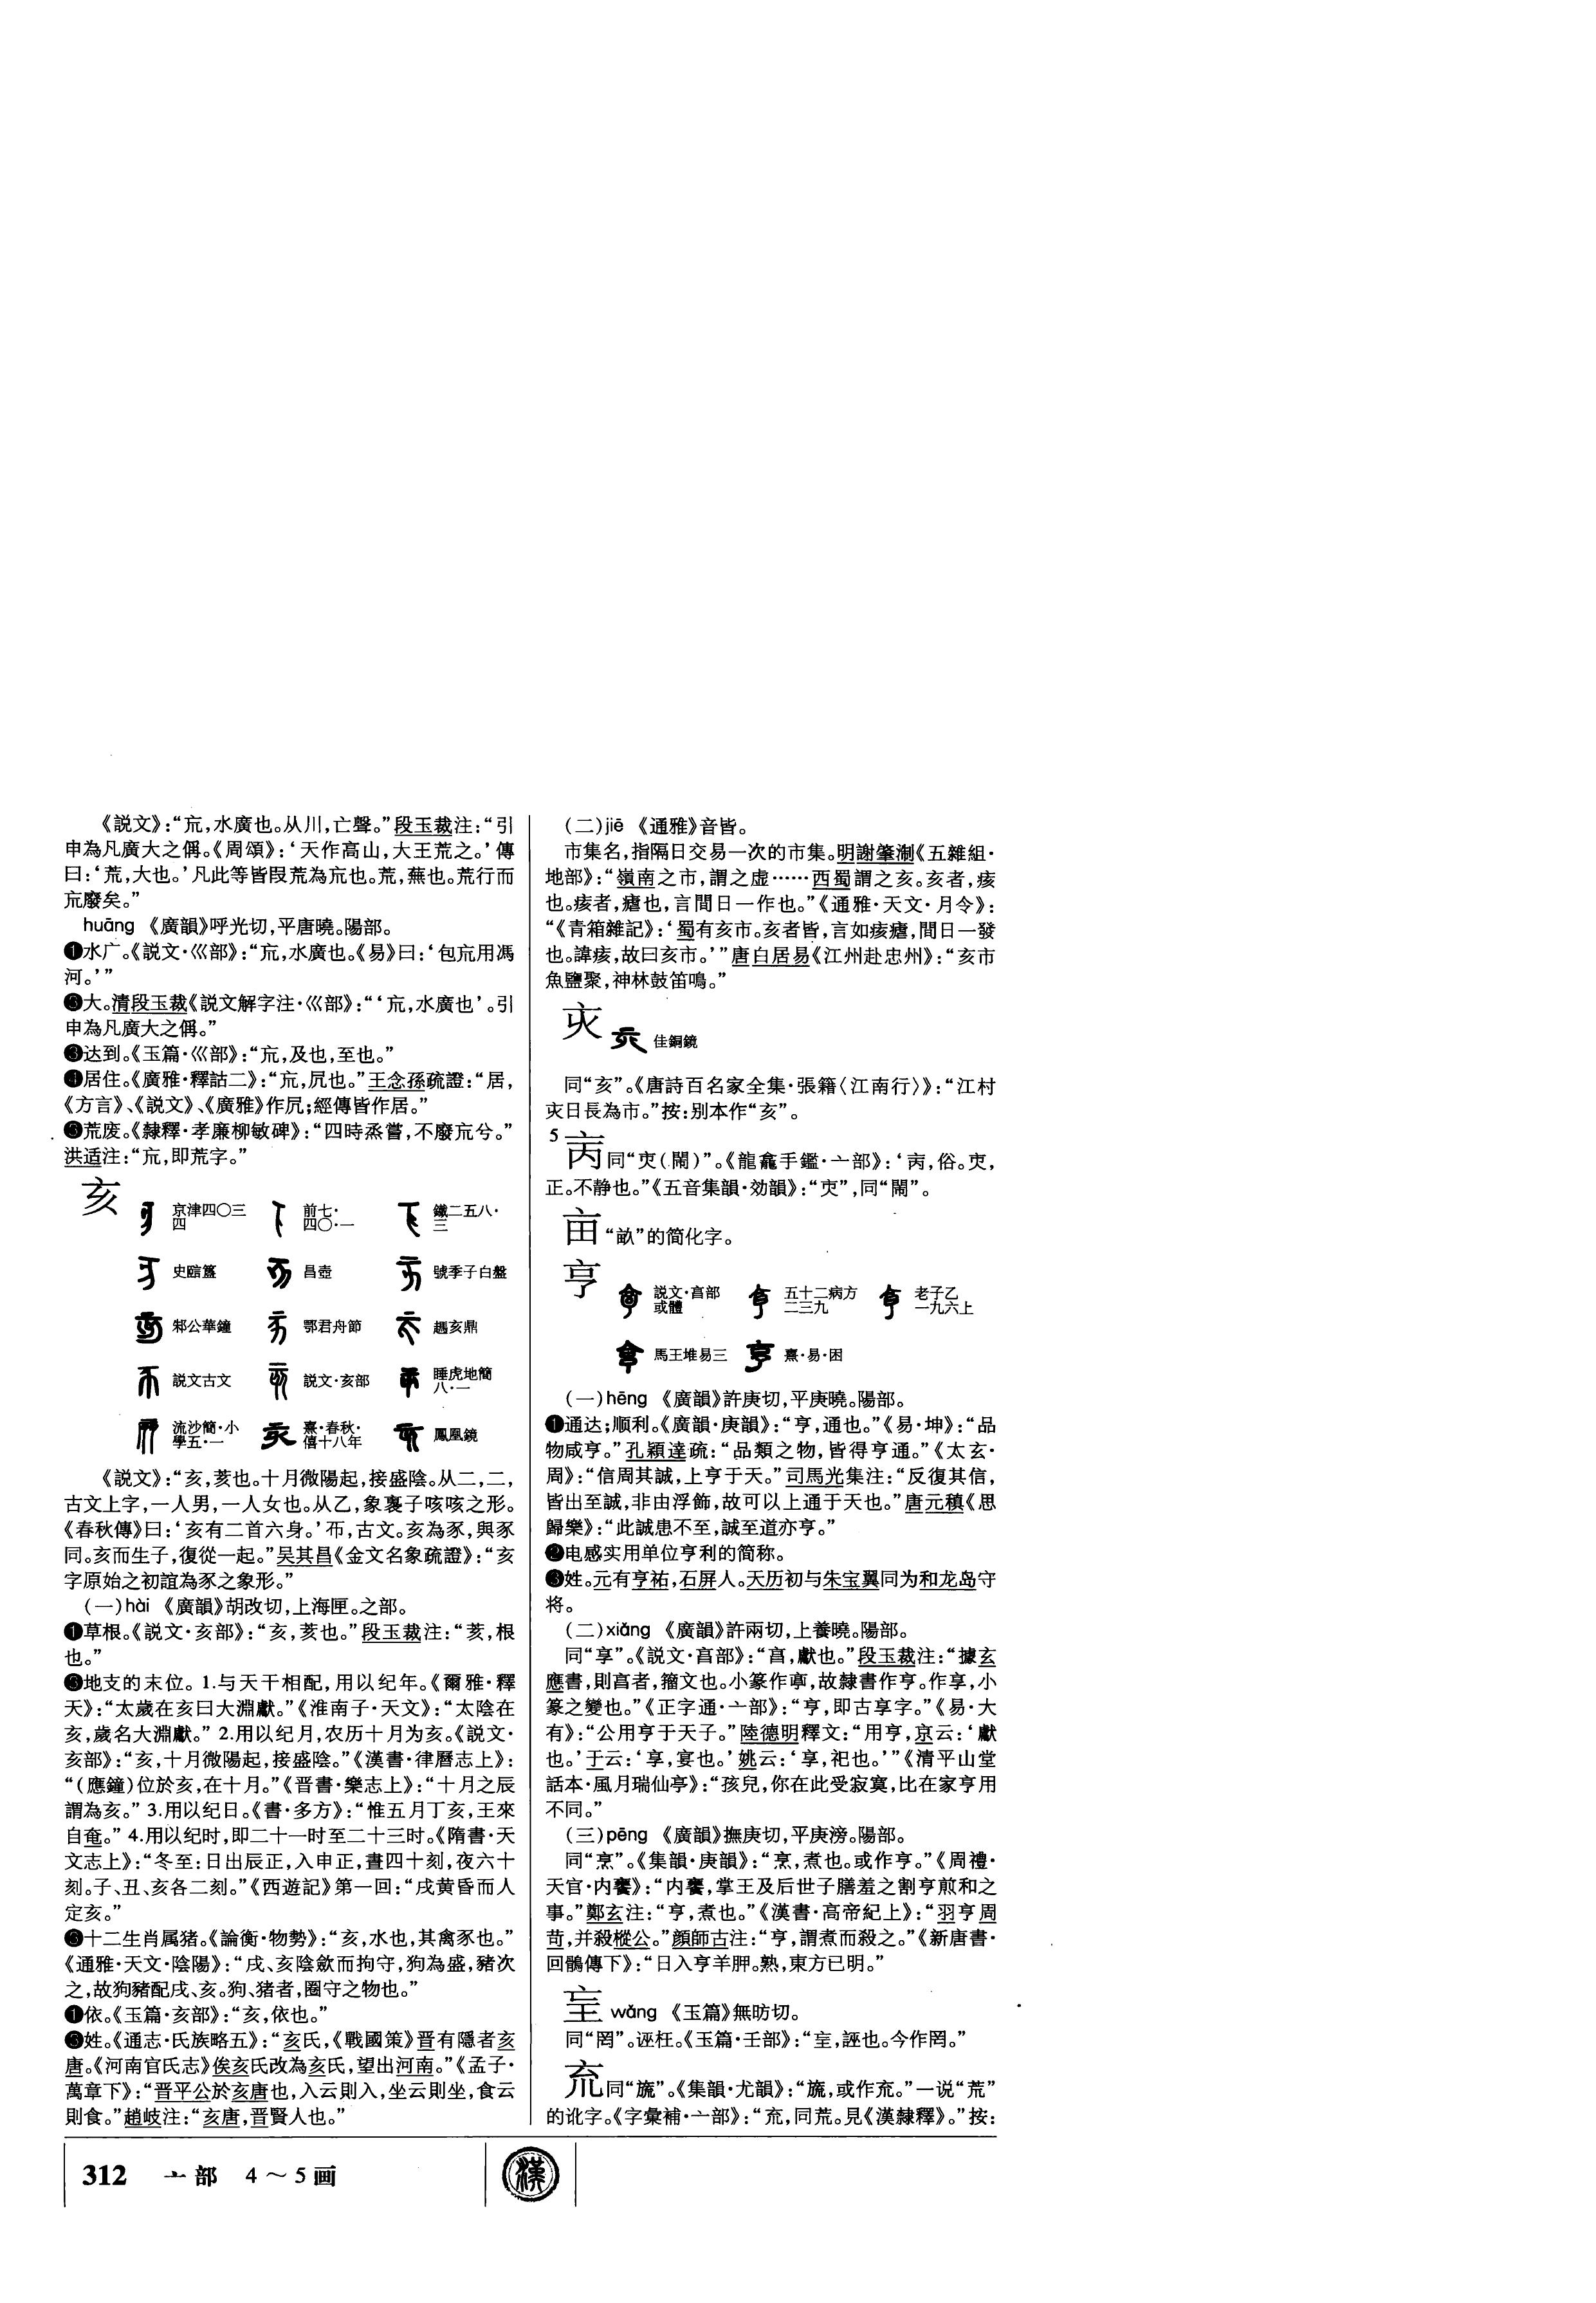 《説文》：“巟，水廣也。从川，亡聲。”段玉裁注：“引
申為凡廣大之偁。《周頌》：‘天作高山，大王荒之。’傳
曰：‘荒，大也。’凡此等皆叚荒為巟也。荒，蕪也。荒行而
巟廢矣。”
huāng 《廣韻》呼光切，平唐曉。陽部。
❶水广。《説文·巛部》：“巟，水廣也。《易》曰：‘包巟用馮
河。’”
大。清段玉裁《説文解字注·巛部》：“‘巟，水廣也’。引
申為凡廣大之偁。”
❸达到。《玉篇·巛部》：“巟，及也，至也。”
❹居住。《廣雅·釋詁二》：“巟，凥也。”王念孫疏證：“居，
《方言》、《説文》、《廣雅》作凥；經傳皆作居。”
荒废。《隸釋·孝廉柳敏碑》：“四時烝嘗，不廢巟兮。”
洪适注：“巟，即荒字。”
亥
京津四〇三四 前七·四〇·一 鐵二五八·三
史𩛥簋 㠱壺 虢季子白盤
邾公華鐘 鄂君舟節 𧽙亥鼎
説文古文 説文·亥部 睡虎地簡八·一
流沙簡·小學五·一 熹·春秋·僖十八年 鳳凰鏡
《説文》：“亥，荄也。十月微陽起，接盛陰。从二，二，
古文上字，一人男，一人女也。从乙，象褢子咳咳之形。
《春秋傳》曰：‘亥有二首六身。’𠀅，古文。亥為豕，與豕
同。亥而生子，復從一起。”吴其昌《金文名象疏證》：“亥
字原始之初誼為豕之象形。”
（一）hài 《廣韻》胡改切，上海匣。之部。
❶草根。《説文·亥部》：“亥，荄也。”段玉裁注：“荄，根
也。”
地支的末位。1.与天干相配，用以纪年。《爾雅·釋
天》：“太歲在亥曰大淵獻。”《淮南子·天文》：“太陰在
亥，歲名大淵獻。”2.用以纪月，农历十月为亥。《説文·
亥部》：“亥，十月微陽起，接盛陰。”《漢書·律曆志上》：
“（應鐘）位於亥，在十月。”《晋書·樂志上》：“十月之辰
謂為亥。”3.用以纪日。《書·多方》：“惟五月丁亥，王來
自奄。”4.用以纪时，即二十一时至二十三时。《隋書·天
文志上》：“冬至：日出辰正，入申正，晝四十刻，夜六十
刻。子、丑、亥各二刻。”《西遊記》第一回：“戌黄昏而人
定亥。”
十二生肖属猪。《論衡·物勢》：“亥，水也，其禽豕也。”
《通雅·天文·陰陽》：“戌、亥陰斂而拘守，狗為盛，豬次
之，故狗豬配戌、亥。狗、猪者，圈守之物也。”
依。《玉篇·亥部》：“亥，依也。”
姓。《通志·氏族略五》：“亥氏，《戰國策》晋有隱者亥
唐。《河南官氏志》俟亥氏改為亥氏，望出河南。”《孟子·
萬章下》：“晋平公於亥唐也，入云則入，坐云則坐，食云
則食。”趙岐注：“亥唐，晋賢人也。”
（二）jiē 《通雅》音皆。
市集名，指隔日交易一次的市集。明謝肇淛《五雜組·
地部》：“嶺南之市，謂之虚……西蜀謂之亥。亥者，痎
也。痎者，瘧也，言間日一作也。”《通雅·天文·月令》：
“《青箱雜記》：‘蜀有亥市。亥者皆，言如痎瘧，間日一發
也。諱痎，故曰亥市。’”唐白居易《江州赴忠州》：“亥市
魚鹽聚，神林鼓笛鳴。”
𡗝 佳銅鏡
同“亥”。《唐詩百名家全集·張籍〈江南行〉》：“江村
𡗝日長為市。”按：别本作“亥”。
5
㒶同“𠆴（閙）”。《龍龕手鑑·亠部》：‘㒶，俗。𠆴，
正。不静也。”《五音集韻·効韻》：“𠆴”，同“閙”。
亩“畝”的简化字。
亨
説文·亯部或體 五十二病方二三九 老子乙一九六上
馬王堆易三 熹·易·困
（一）hēng 《廣韻》許庚切，平庚曉。陽部。
❶通达；顺利。《廣韻·庚韻》：“亨，通也。”《易·坤》：“品
物咸亨。”孔穎達疏：“品類之物，皆得亨通。”《太玄·
周》：“信周其誠，上亨于天。”司馬光集注：“反復其信，
皆出至誠，非由浮飾，故可以上通于天也。”唐元稹《思
歸樂》：“此誠患不至，誠至道亦亨。”
❷电感实用单位亨利的简称。
❸姓。元有亨祐，石屏人。天历初与朱宝翼同为和龙岛守
将。
（二）xiǎng 《廣韻》許兩切，上養曉。陽部。
同“享”。《説文·亯部》：“亯，獻也。”段玉裁注：“據玄
應書，則亯者，籀文也。小篆作𦎫，故隸書作亨。作享，小
篆之變也。”《正字通·亠部》：“亨，即古享字。”《易·大
有》：“公用亨于天子。”陸德明釋文：“用亨，京云：‘獻
也。’于云：‘享，宴也。’姚云：‘享，祀也。’”《清平山堂
話本·風月瑞仙亭》：“孩兒，你在此受寂寞，比在家亨用
不同。”
（三）pēng 《廣韻》撫庚切，平庚滂。陽部。
同“烹”。《集韻·庚韻》：“烹，煮也。或作亨。”《周禮·
天官·内饔》：“内饔，掌王及后世子膳羞之割亨煎和之
事。”鄭玄注：“亨，煮也。”《漢書·高帝紀上》：“羽亨周
苛，并殺樅公。”顔師古注：“亨，謂煮而殺之。”《新唐書·
回鶻傳下》：“日入亨羊胛。熟，東方已明。”
㞷 wǎng 《玉篇》無昉切。
同“罔”。诬枉。《玉篇·壬部》：“㞷，誣也。今作罔。”
㐬同“旒”。《集韻·尤韻》：“旒，或作㐬。”一说“荒”
的讹字。《字彙補·亠部》：“㐬，同荒。見《漢隸釋》。”按：
312 亠部 4～5画
漢